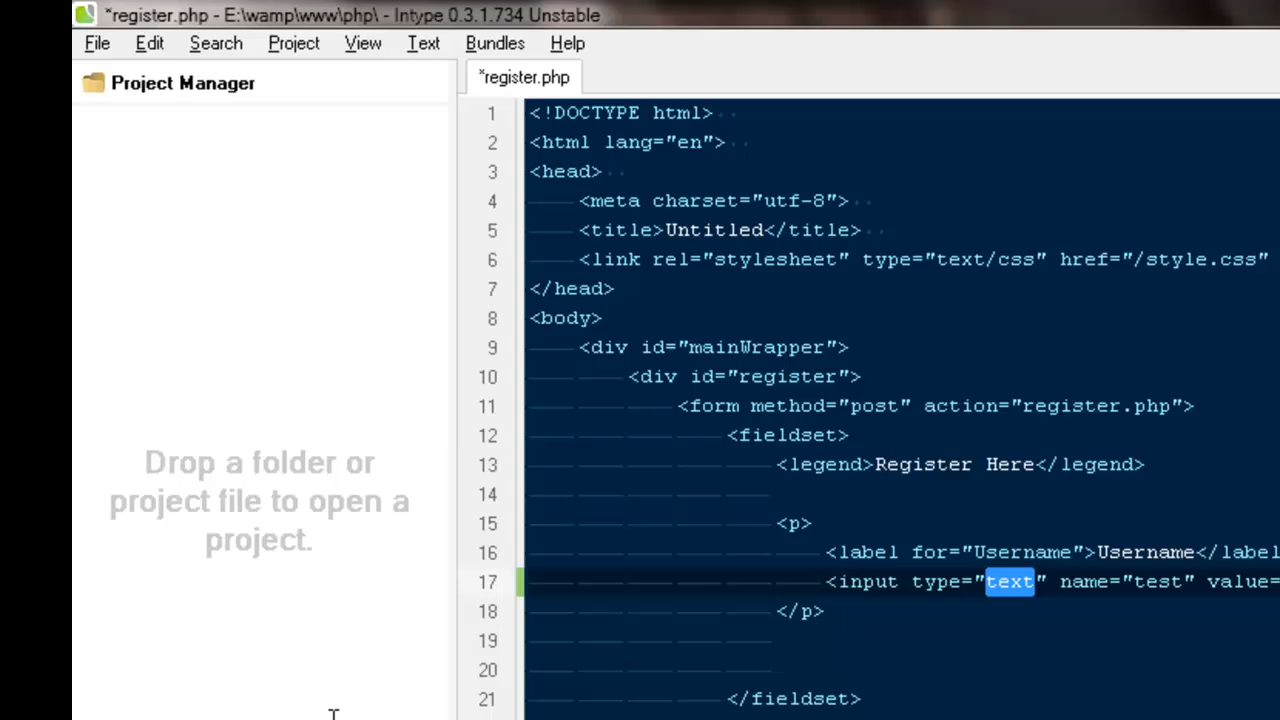 *register.php - E:\wamp\www\php\ - Intype 0.3.1.734 Unstable
File Edit Search Project View Text Bundles Help
Project Manager
*register.php
Drop a folder or
project file to open a
project.
1 <!DOCTYPE html>
2 <html lang="en">
3 <head>
4 <meta charset="utf-8">
5 <title>Untitled</title>
6 <link rel="stylesheet" type="text/css" href="/style.css"
7 </head>
8 <body>
9 <div id="mainWrapper">
10 <div id="register">
11 <form method="post" action="register.php">
12 <fieldset>
13 <legend>Register Here</legend>
14
15 <p>
16 <label for="Username">Username</label
17 <input type="text" name="test" value=
18 </p>
19
20
21 </fieldset>